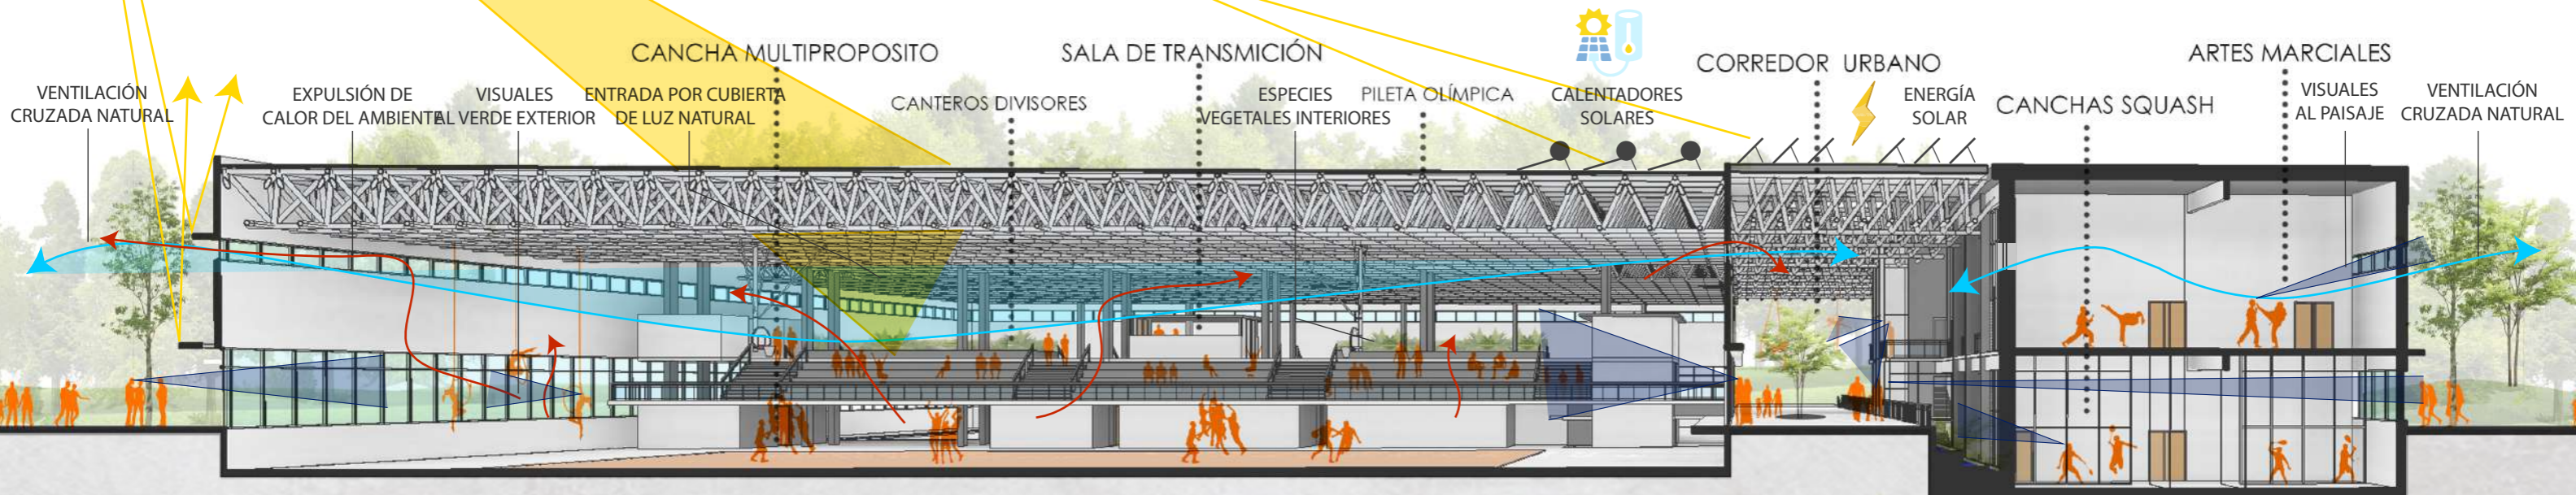 CANCHA MULTIPROPOSITO
SALA DE TRANSMICIÓN
CORREDOR URBANO
ARTES MARCIALES
VENTILACIÓN
CRUZADA NATURAL
EXPULSIÓN DE
CALOR DEL AMBIENTE
VISUALES
AL VERDE EXTERIOR
ENTRADA POR CUBIERTA
DE LUZ NATURAL
CANTEROS DIVISORES
ESPECIES
VEGETALES INTERIORES
PILETA OLÍMPICA
CALENTADORES
SOLARES
ENERGÍA
SOLAR
CANCHAS SQUASH
VISUALES
AL PAISAJE
VENTILACIÓN
CRUZADA NATURAL